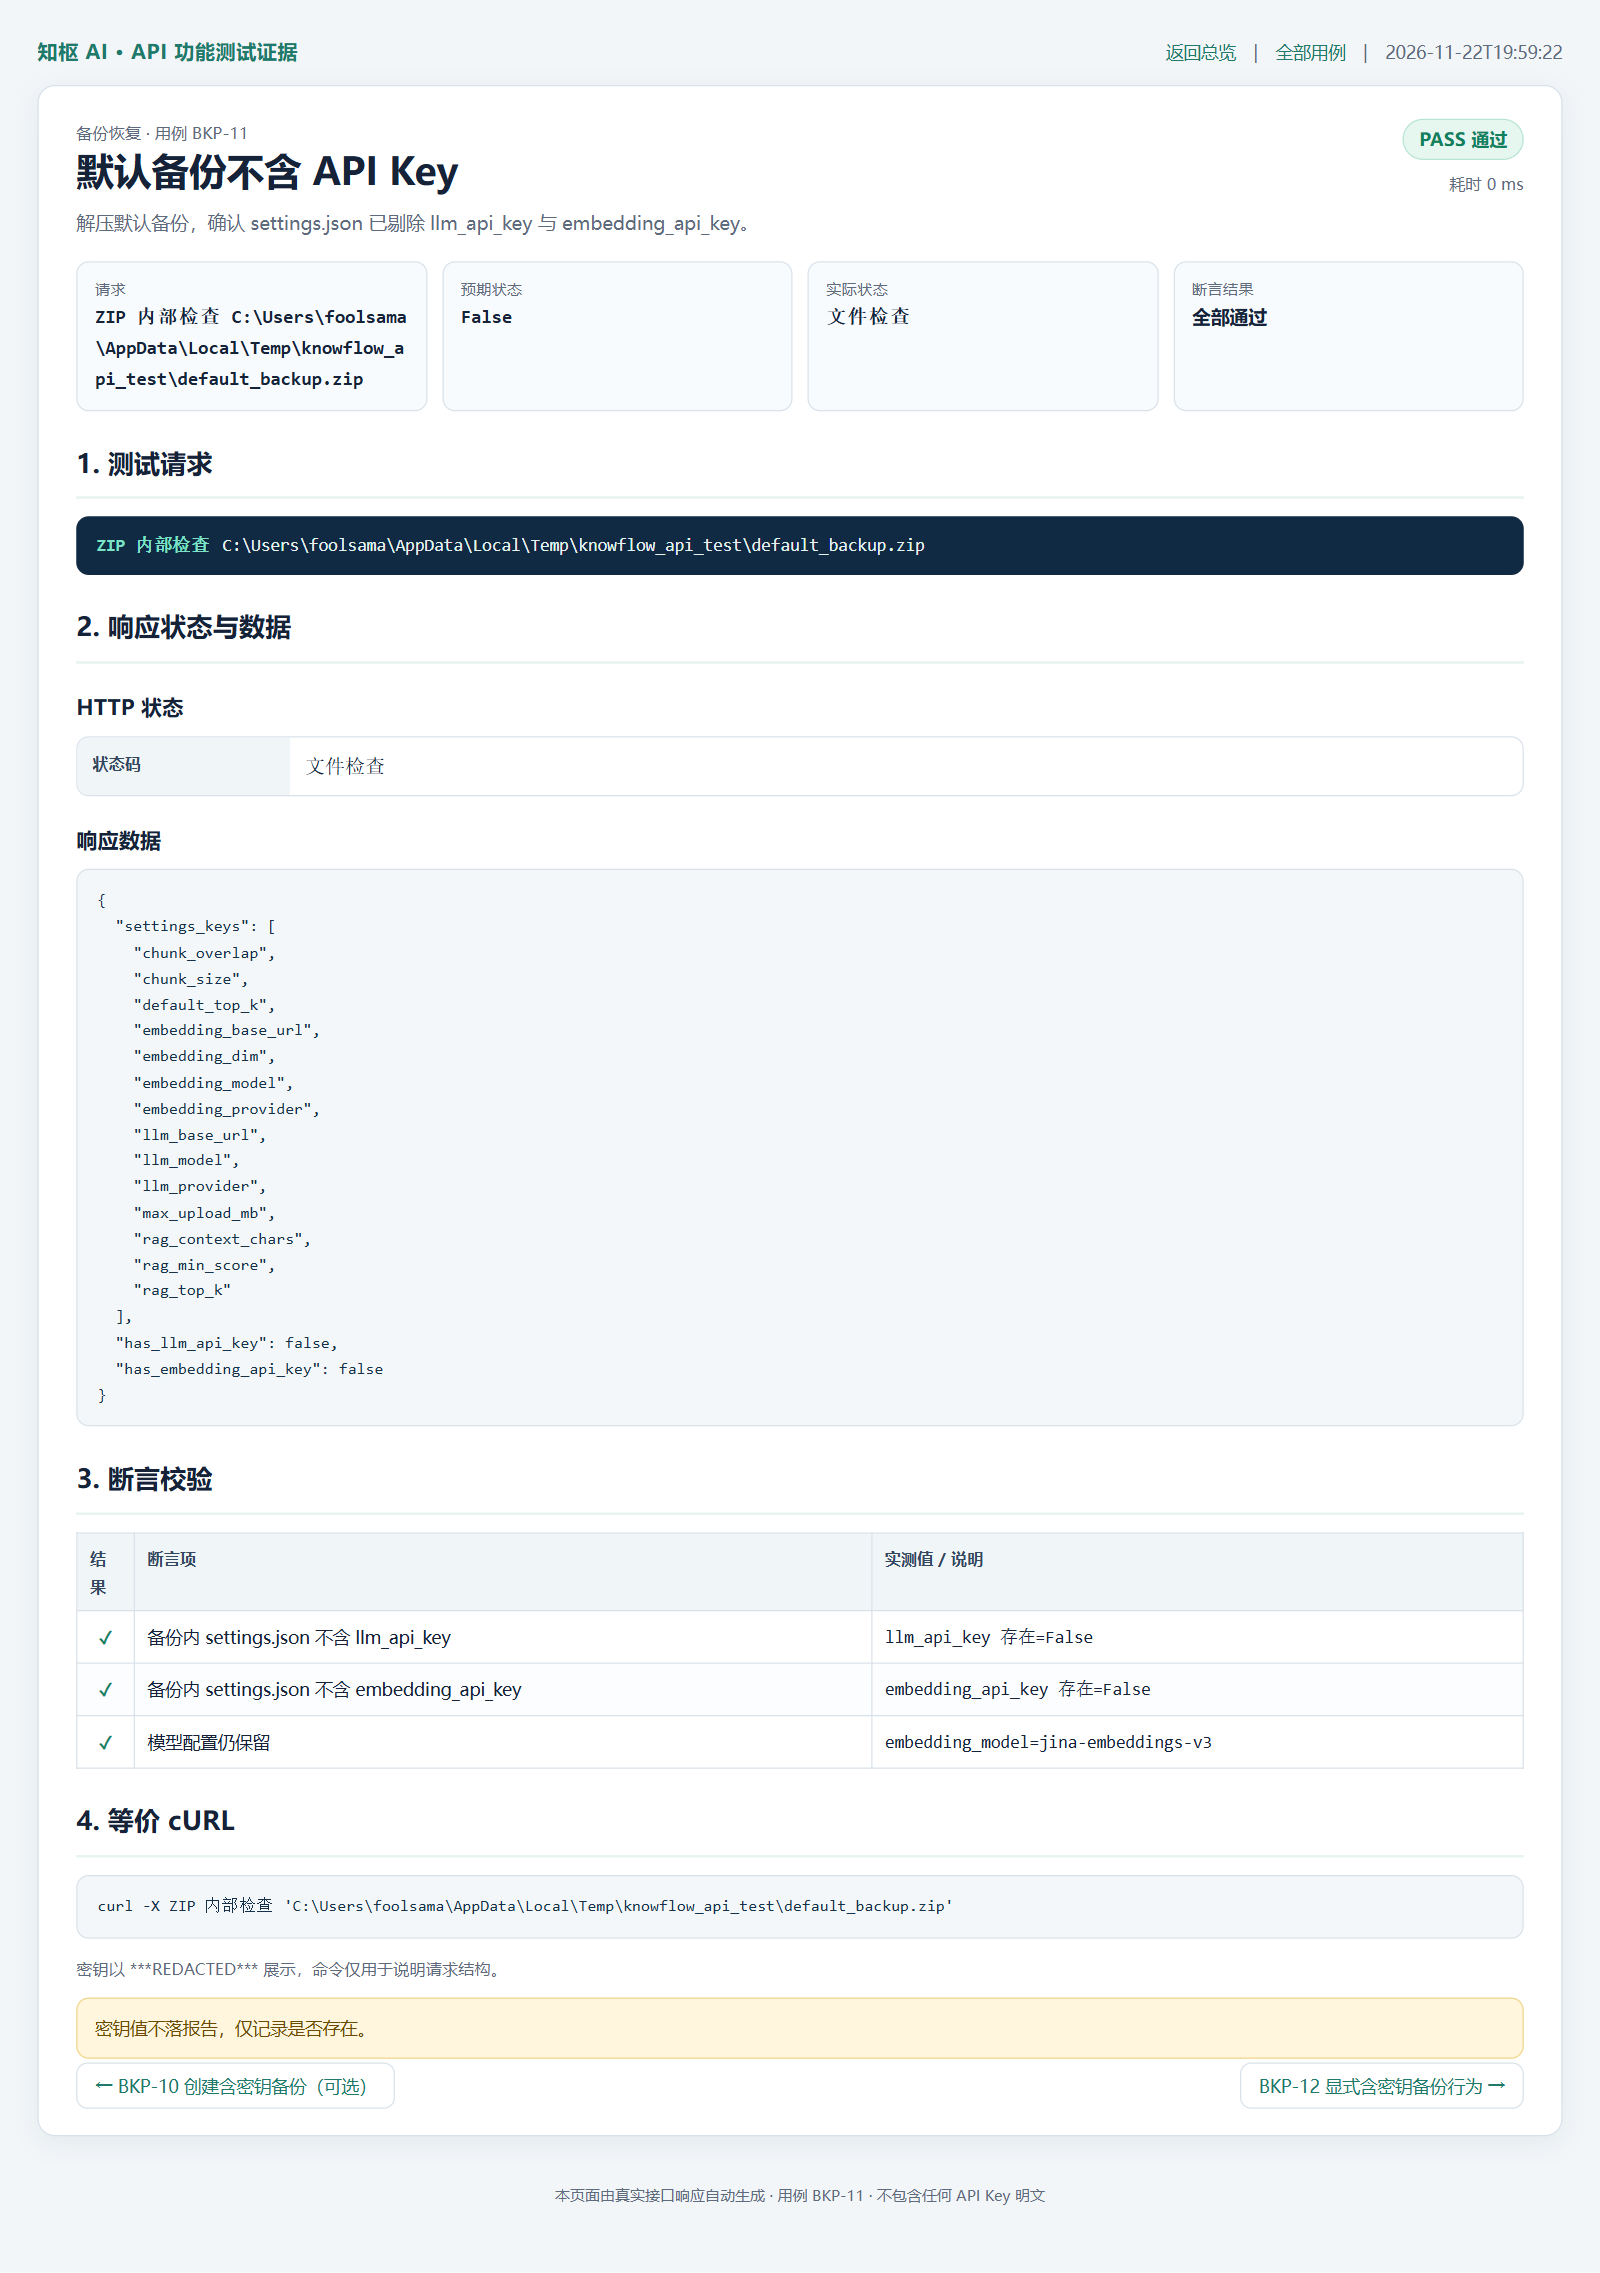 知枢 AI · API 功能测试证据
返回总览 | 全部用例 | 2026-11-22T19:59:22
备份恢复 · 用例 BKP-11
默认备份不含 API Key
PASS 通过
耗时 0 ms
解压默认备份，确认 settings.json 已剔除 llm_api_key 与 embedding_api_key。
请求
ZIP 内部检查 C:\Users\foolsama
\AppData\Local\Temp\knowflow_a
pi_test\default_backup.zip
预期状态
False
实际状态
文件检查
断言结果
全部通过
1. 测试请求
ZIP 内部检查 C:\Users\foolsama\AppData\Local\Temp\knowflow_api_test\default_backup.zip
2. 响应状态与数据
HTTP 状态
状态码 文件检查
响应数据
{
"settings_keys": [
"chunk_overlap",
"chunk_size",
"default_top_k",
"embedding_base_url",
"embedding_dim",
"embedding_model",
"embedding_provider",
"llm_base_url",
"llm_model",
"llm_provider",
"max_upload_mb",
"rag_context_chars",
"rag_min_score",
"rag_top_k"
],
"has_llm_api_key": false,
"has_embedding_api_key": false
}
3. 断言校验
结果 断言项 实测值 / 说明
✓ 备份内 settings.json 不含 llm_api_key llm_api_key 存在=False
✓ 备份内 settings.json 不含 embedding_api_key embedding_api_key 存在=False
✓ 模型配置仍保留 embedding_model=jina-embeddings-v3
4. 等价 cURL
curl -X ZIP 内部检查 'C:\Users\foolsama\AppData\Local\Temp\knowflow_api_test\default_backup.zip'
密钥以 ***REDACTED*** 展示，命令仅用于说明请求结构。
密钥值不落报告，仅记录是否存在。
← BKP-10 创建含密钥备份（可选）
BKP-12 显式含密钥备份行为 →
本页面由真实接口响应自动生成 · 用例 BKP-11 · 不包含任何 API Key 明文